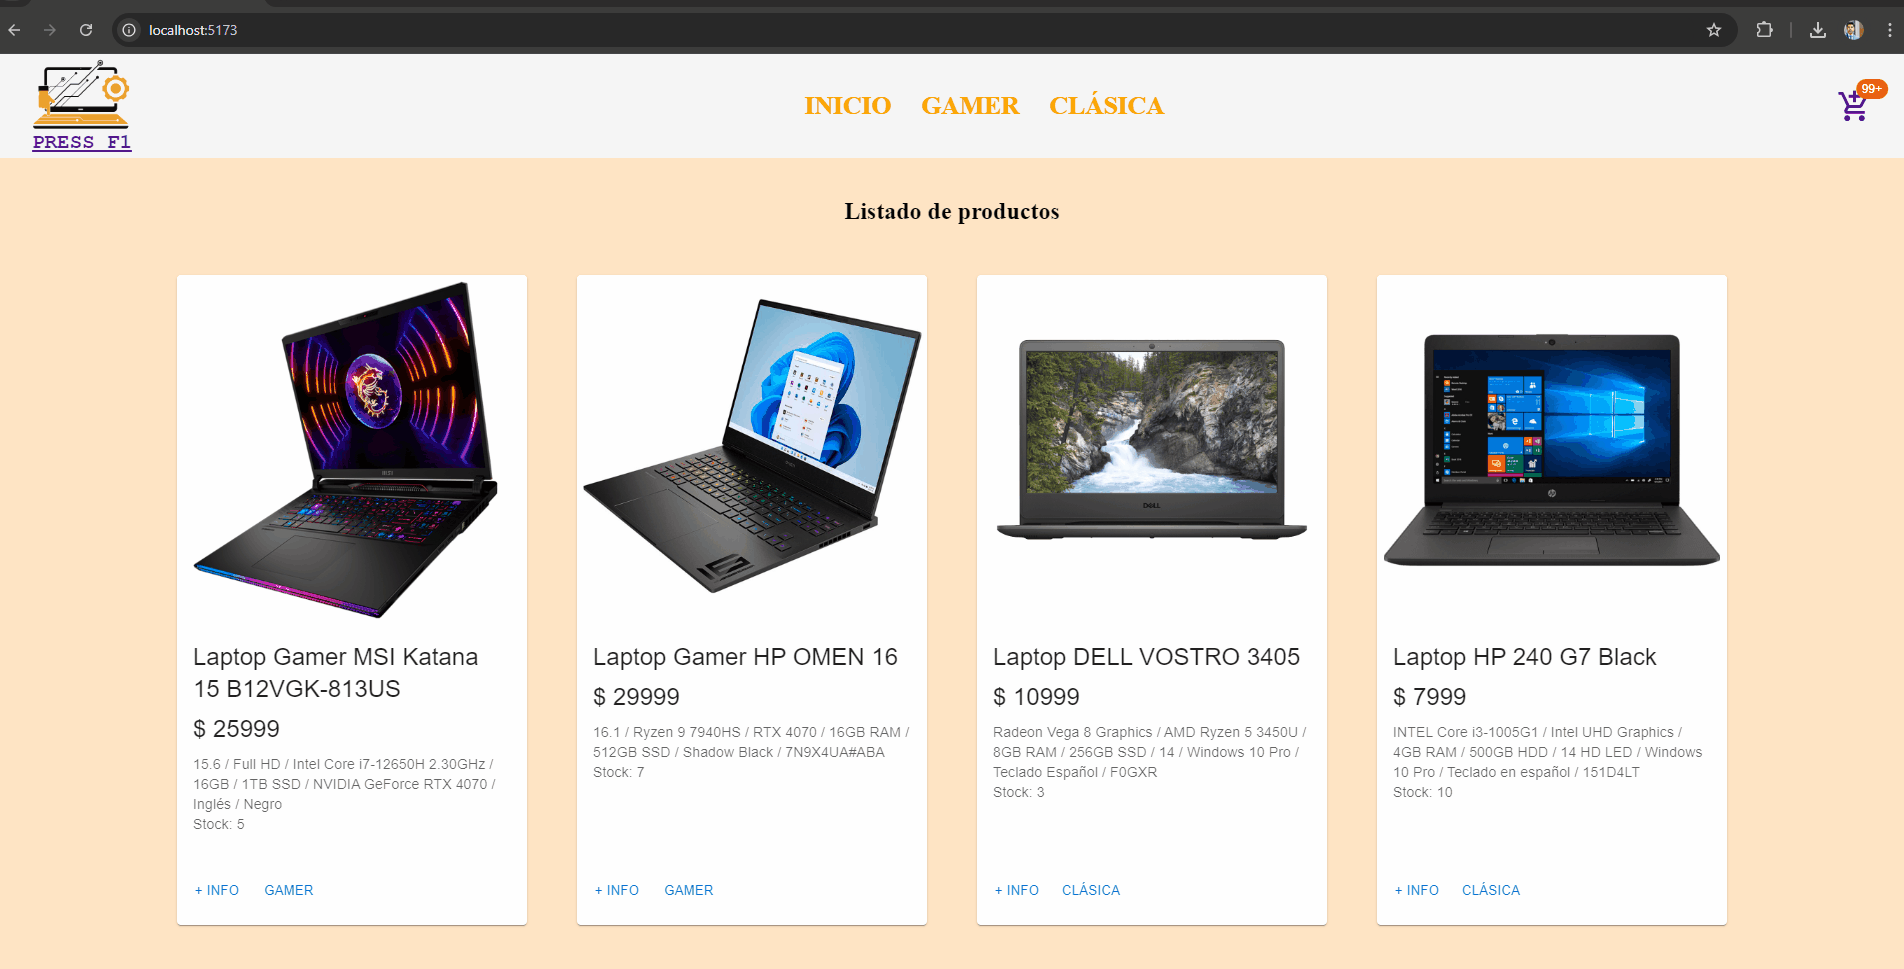 localhost:5173
PRESS F1
INICIO GAMER CLÁSICA
99+
Listado de productos
Laptop Gamer MSI Katana
15 B12VGK-813US
$ 25999
15.6 / Full HD / Intel Core i7-12650H 2.30GHz /
16GB / 1TB SSD / NVIDIA GeForce RTX 4070 /
Inglés / Negro
Stock: 5
+ INFO GAMER
Laptop Gamer HP OMEN 16
$ 29999
16.1 / Ryzen 9 7940HS / RTX 4070 / 16GB RAM /
512GB SSD / Shadow Black / 7N9X4UA#ABA
Stock: 7
+ INFO GAMER
DELL
Laptop DELL VOSTRO 3405
$ 10999
Radeon Vega 8 Graphics / AMD Ryzen 5 3450U /
8GB RAM / 256GB SSD / 14 / Windows 10 Pro /
Teclado Español / F0GXR
Stock: 3
+ INFO CLÁSICA
Laptop HP 240 G7 Black
$ 7999
INTEL Core i3-1005G1 / Intel UHD Graphics /
4GB RAM / 500GB HDD / 14 HD LED / Windows
10 Pro / Teclado en español / 151D4LT
Stock: 10
+ INFO CLÁSICA